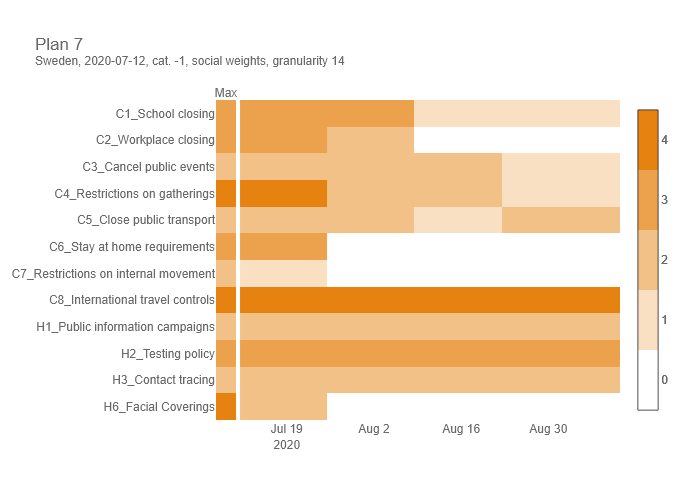 Plan 7
Sweden, 2020-07-12, cat. -1, social weights, granularity 14
Max
C1_School closing
C2_Workplace closing
C3_Cancel public events
C4_Restrictions on gatherings
C5_Close public transport
C6_Stay at home requirements
C7_Restrictions on internal movement
C8_International travel controls
H1_Public information campaigns
H2_Testing policy
H3_Contact tracing
H6_Facial Coverings
Jul 19 Aug 2 Aug 16 Aug 30
2020
4
3
2
1
0